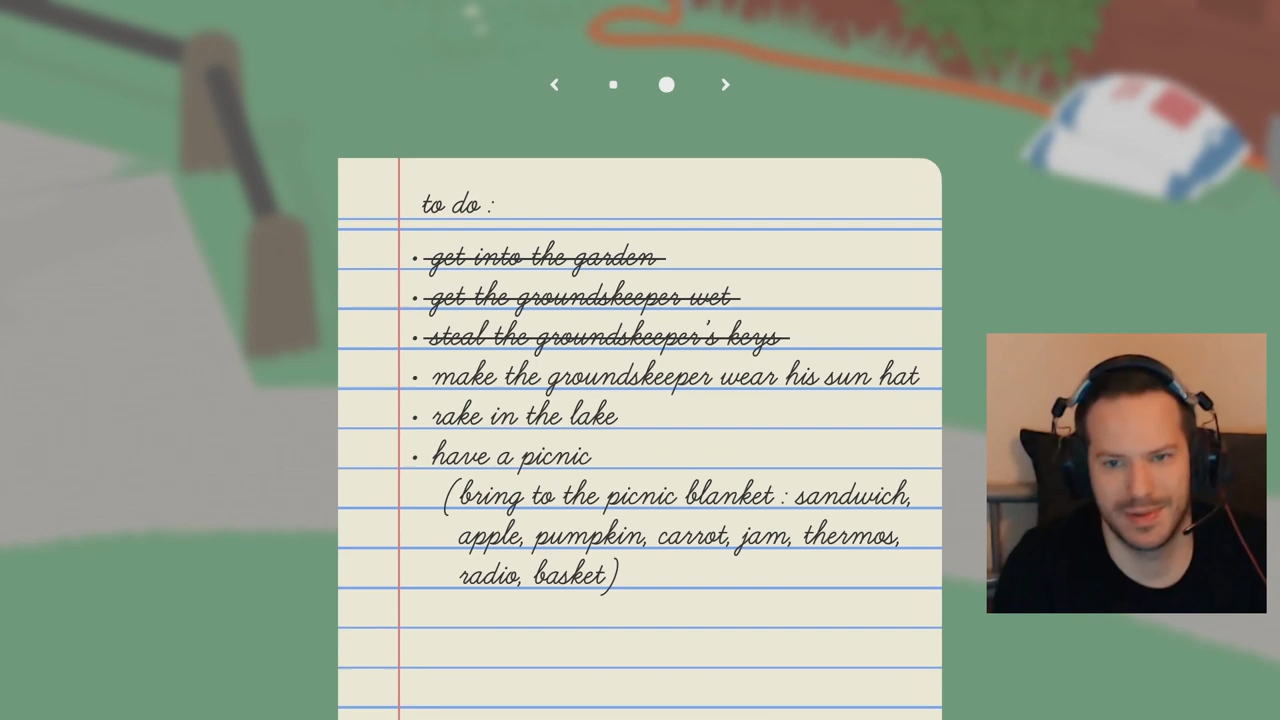 to do :
• get into the garden
• get the groundskeeper wet
• steal the groundskeeper's keys
• make the groundskeeper wear his sun hat
• rake in the lake
• have a picnic
(bring to the picnic blanket : sandwich,
apple, pumpkin, carrot, jam, thermos,
radio, basket)